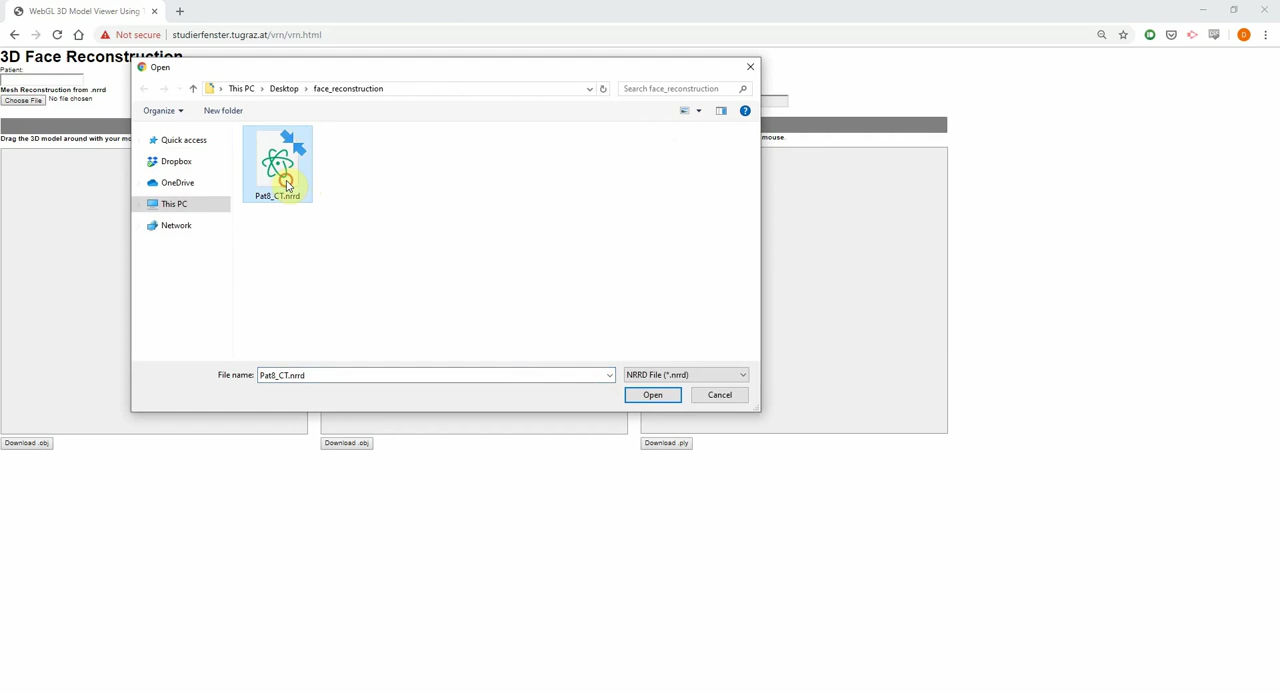 WebGL 3D Model Viewer Using
Not secure
studierfenster.tugraz.at/vrn/vrn.html
3D Face Reconstruction
Patient:
Mesh Reconstruction from .nrrd
Choose File No file chosen
Drag the 3D model around with your mo
Open
This PC > Desktop > face_reconstruction
Search face_reconstruction
Organize
New folder
Quick access
Dropbox
OneDrive
This PC
Network
Pat8_CT.nrrd
File name: Pat8_CT.nrrd
NRRD File (*.nrrd)
Open
Cancel
mouse.
Download .obj
Download .obj
Download .ply